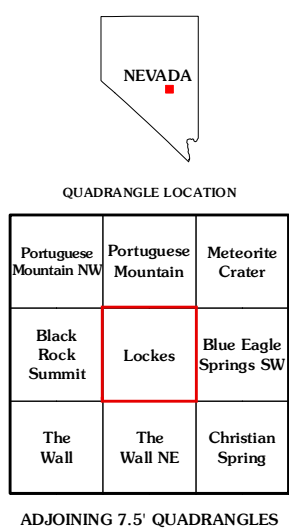 NEVADA
QUADRANGLE LOCATION
Portuguese
Mountain NW
Portuguese
Mountain
Meteorite
Crater
Black
Rock
Summit
Lockes
Blue Eagle
Springs SW
The
Wall
The
Wall NE
Christian
Spring
ADJOINING 7.5' QUADRANGLES